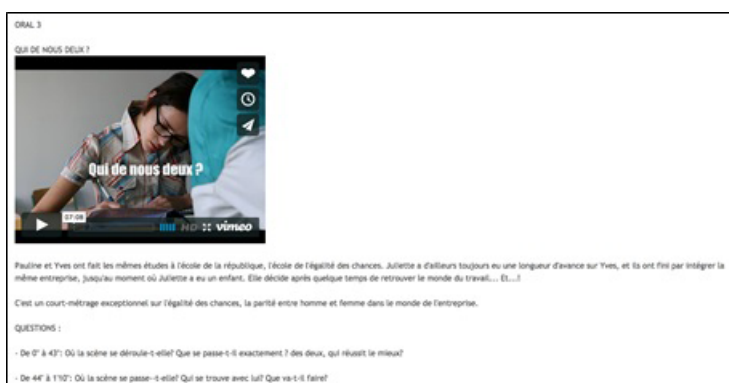 ORAL 3
QUI DE NOUS DEUX ?
Qui de nous deux ?
07:08
HD vimeo
Pauline et Yves ont fait les mêmes études à l'école de la république, l'école de l'égalité des chances. Juliette a d'ailleurs toujours eu une longueur d'avance sur Yves, et ils ont fini par intégrer la
même entreprise, jusqu'au moment où Juliette a eu un enfant. Elle décide après quelque temps de retrouver le monde du travail... Et...!
C'est un court-métrage exceptionnel sur l'égalité des chances, la parité entre homme et femme dans le monde de l'entreprise.
QUESTIONS :
- De 0" à 43": Où la scène se déroule-t-elle? Que se passe-t-il exactement ? des deux, qui réussit le mieux?
- De 44" à 1'10": Où la scène se passe--t-elle? Qui se trouve avec lui? Que va-t-il faire?